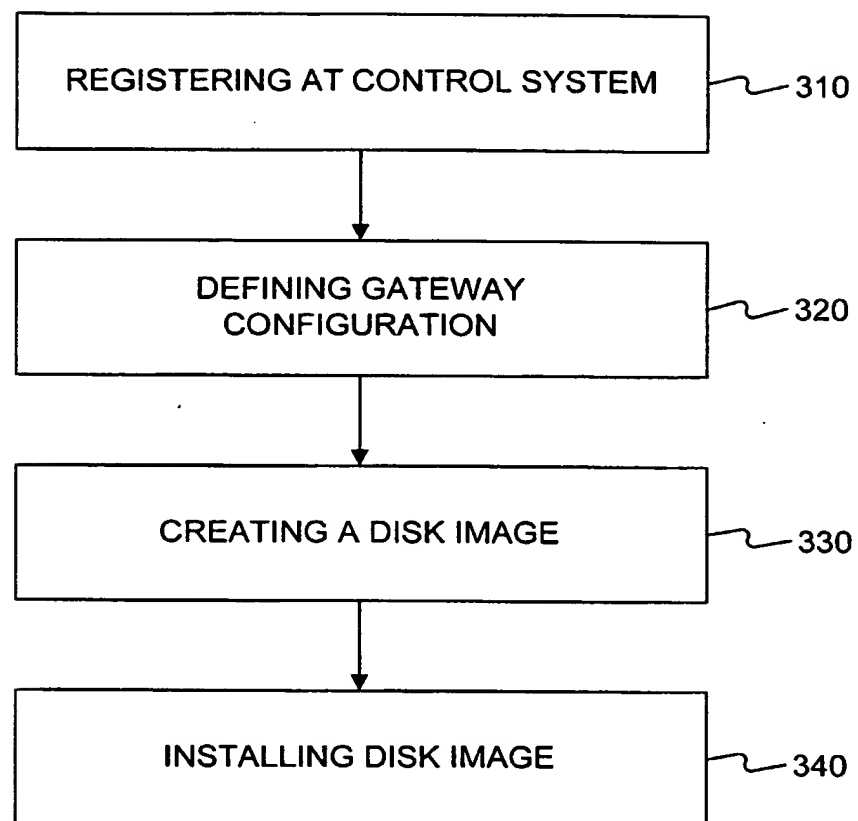 REGISTERING AT CONTROL SYSTEM
310
DEFINING GATEWAY
CONFIGURATION
320
CREATING A DISK IMAGE
330
INSTALLING DISK IMAGE
340